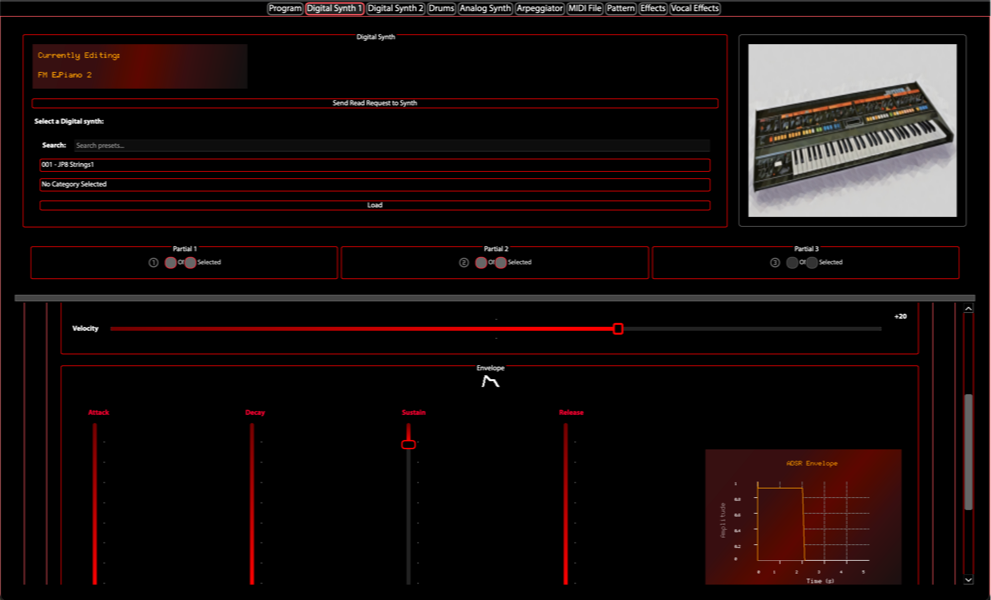 Program Digital Synth 1 Digital Synth 2 Drums Analog Synth Arpeggiator MIDI File Pattern Effects Vocal Effects
Digital Synth
Currently Editing:
FM E.Piano 2
Send Read Request to Synth
Select a Digital synth:
Search: Search presets...
001 - JP8 Strings1
No Category Selected
Load
Partial 1 Partial 2 Partial 3
1 Of Selected 2 Of Selected 3 Of Selected
+20
Velocity
Envelope
Attack Decay Sustain Release
ADSR Envelope
Amplitude
1
0.8
0.6
0.4
0.2
0
0 1 2 3 4 5
Time (s)